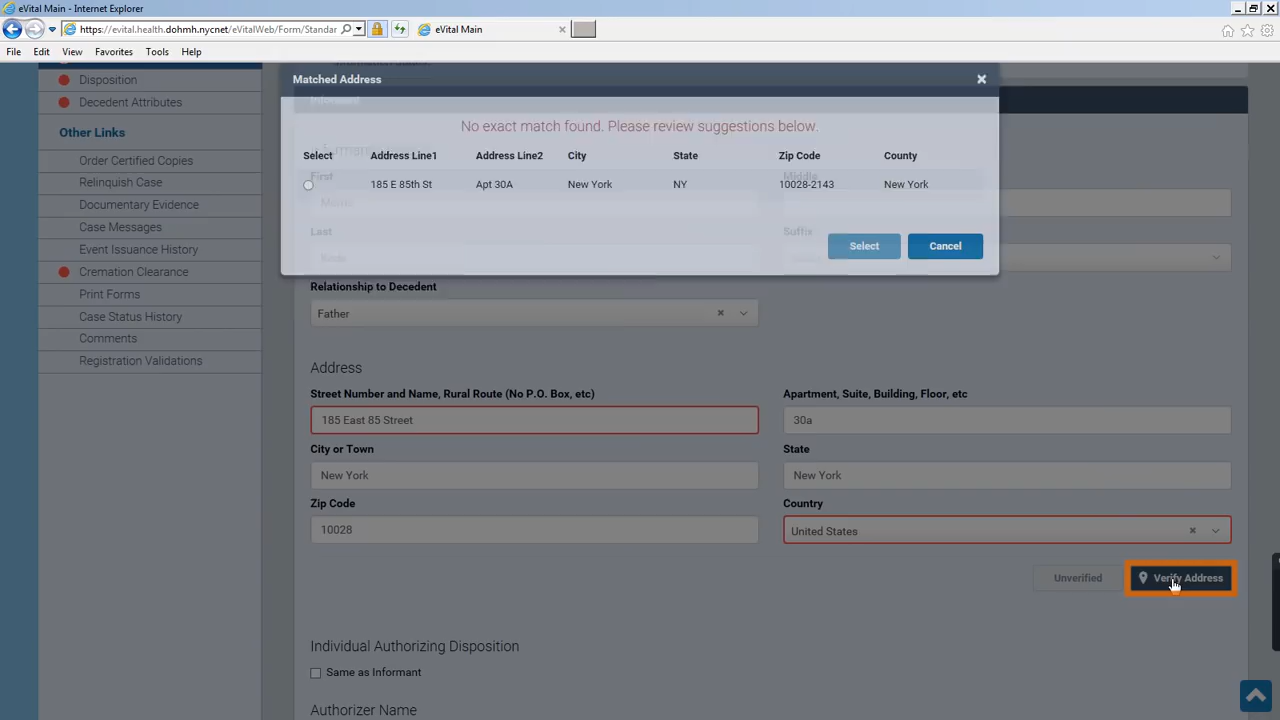 eVital Main - Internet Explorer
https://evital.health.dohmh.nycnet/eVitalWeb/Form/Standar
eVital Main
File Edit View Favorites Tools Help
Disposition
Decedent Attributes
Other Links
Order Certified Copies
Relinquish Case
Documentary Evidence
Case Messages
Event Issuance History
Cremation Clearance
Print Forms
Case Status History
Comments
Registration Validations
Matched Address
Informant
No exact match found. Please review suggestions below.
Select Address Line1 Address Line2 City State Zip Code County
185 E 85th St Apt 30A New York NY 10028-2143 New York
First Middle
Last Suffix
Select Cancel
Relationship to Decedent
Father
Address
Street Number and Name, Rural Route (No P.O. Box, etc) Apartment, Suite, Building, Floor, etc
185 East 85 Street 30a
City or Town State
New York New York
Zip Code Country
10028 United States
Unverified Verify Address
Individual Authorizing Disposition
Same as Informant
Authorizer Name